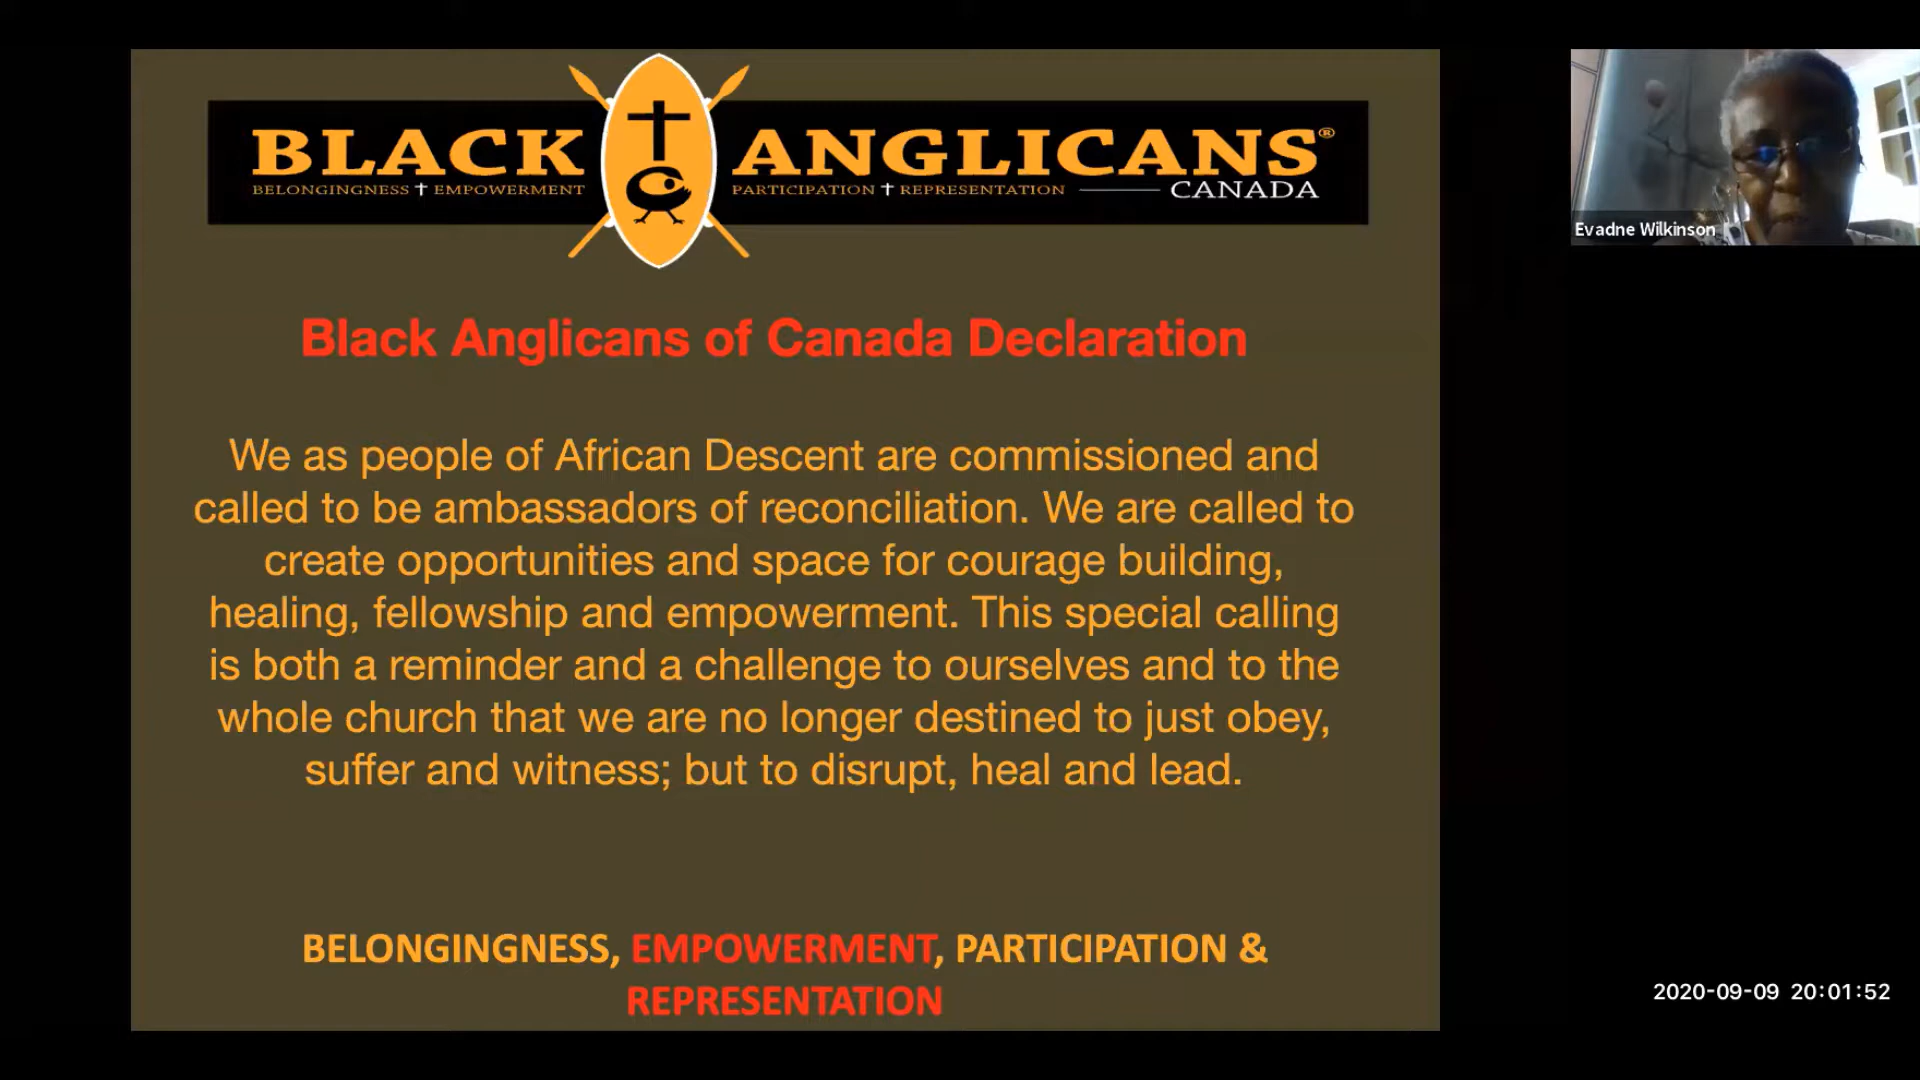 BLACK ANGLICANS®
BELONGINGNESS † EMPOWERMENT PARTICIPATION † REPRESENTATION CANADA
Evadne Wilkinson
Black Anglicans of Canada Declaration
We as people of African Descent are commissioned and
called to be ambassadors of reconciliation. We are called to
create opportunities and space for courage building,
healing, fellowship and empowerment. This special calling
is both a reminder and a challenge to ourselves and to the
whole church that we are no longer destined to just obey,
suffer and witness; but to disrupt, heal and lead.
BELONGINGNESS, EMPOWERMENT, PARTICIPATION &
REPRESENTATION
2020-09-09 20:01:52